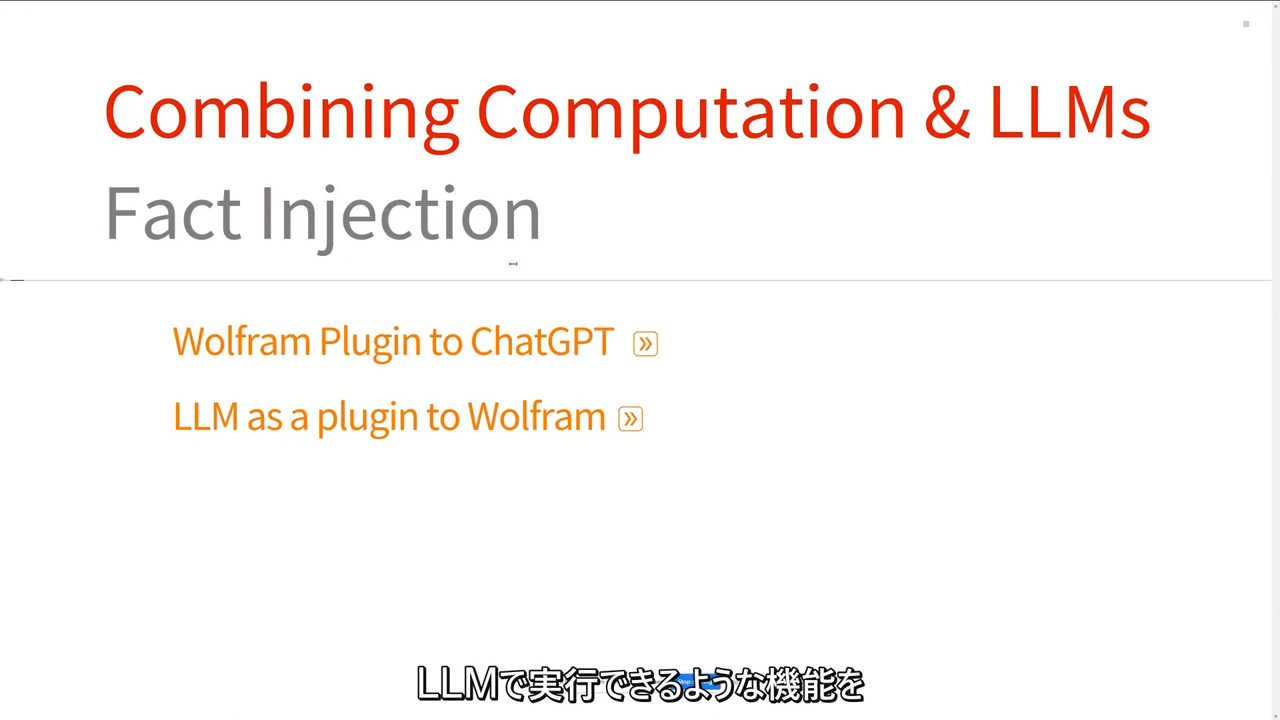 Combining Computation & LLMs
Fact Injection
Wolfram Plugin to ChatGPT »
LLM as a plugin to Wolfram »
LLMで実行できるような機能を